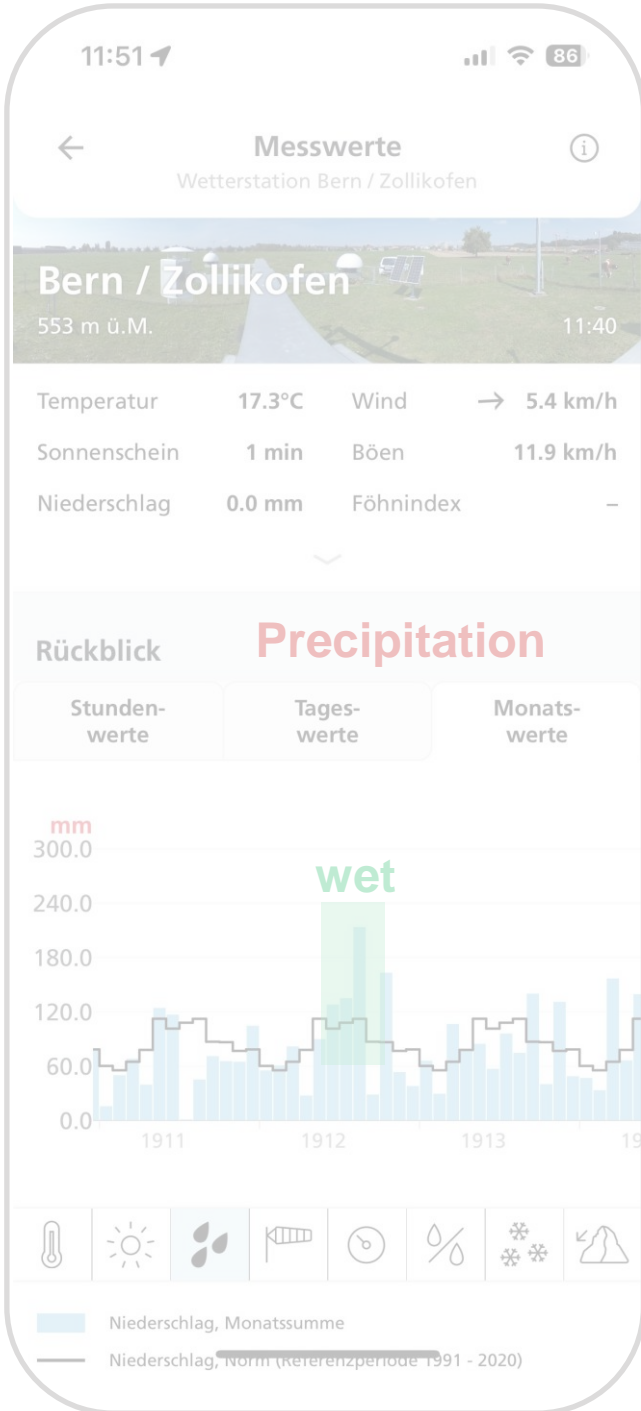 11:51
86
Messwerte
Wetterstation Bern / Zollikofen
Bern / Zollikofen
553 m ü.M. 11:40
Temperatur 17.3°C Wind → 5.4 km/h
Sonnenschein 1 min Böen 11.9 km/h
Niederschlag 0.0 mm Föhnindex –
Rückblick Precipitation
Stunden- Tages- Monats-
werte werte werte
mm
300.0
wet
240.0
180.0
120.0
60.0
0.0
1911 1912 1913 19
Niederschlag, Monatssumme
Niederschlag, Norm (Referenzperiode 1991 - 2020)